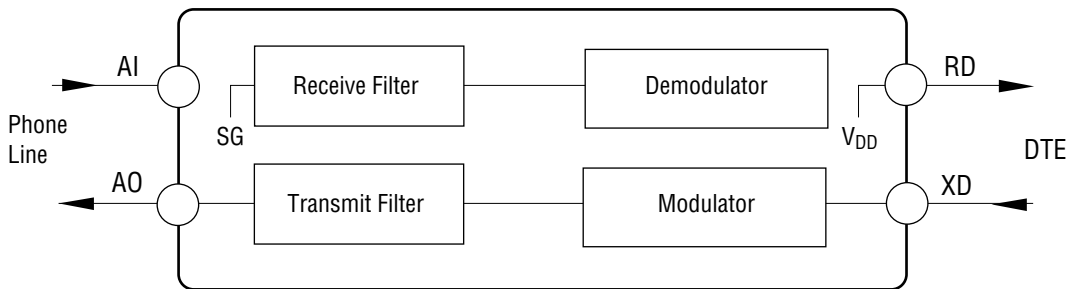 AI
Receive Filter
Demodulator
RD
Phone
Line
SG
VDD
DTE
AO
Transmit Filter
Modulator
XD